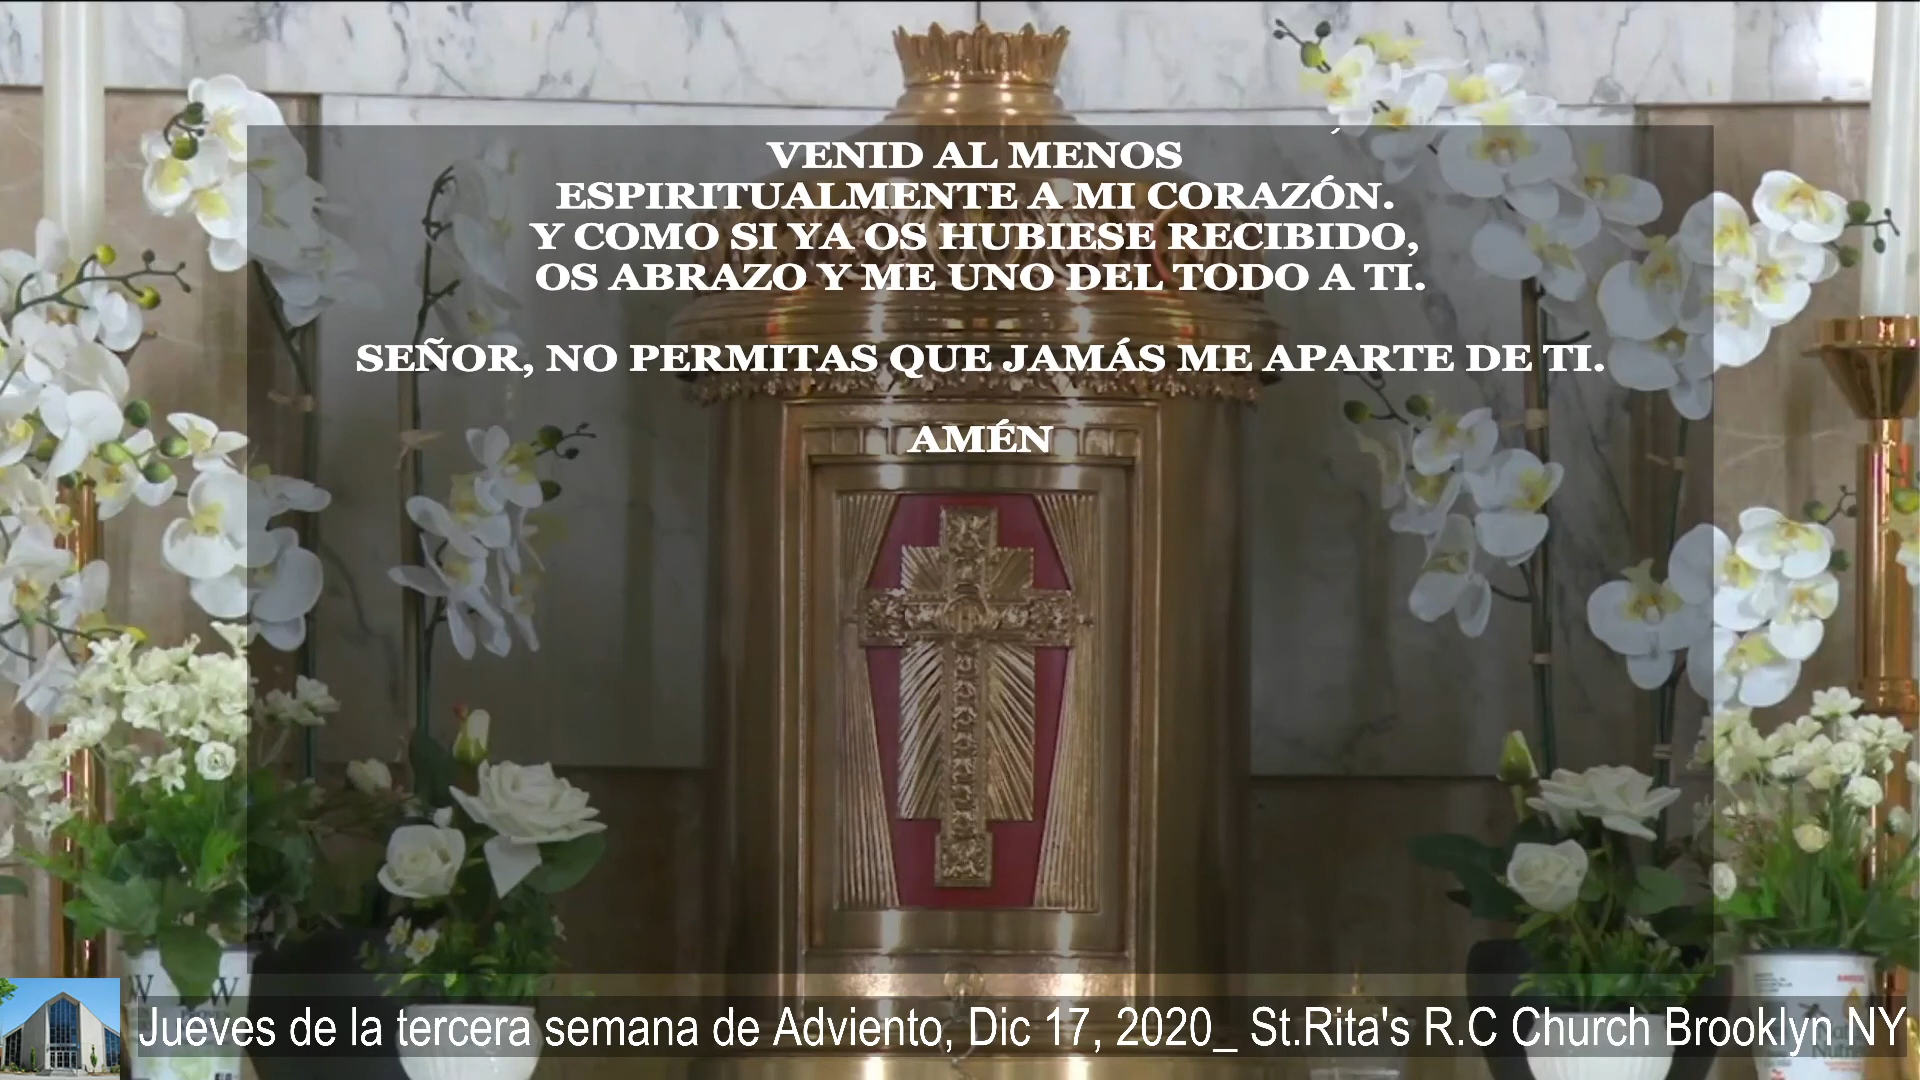 VENID AL MENOS
ESPIRITUALMENTE A MI CORAZÓN.
Y COMO SI YA OS HUBIESE RECIBIDO,
OS ABRAZO Y ME UNO DEL TODO A TI.
SEÑOR, NO PERMITAS QUE JAMÁS ME APARTE DE TI.
AMÉN
W W
Jueves de la tercera semana de Adviento, Dic 17, 2020_ St.Rita's R.C Church Brooklyn NY